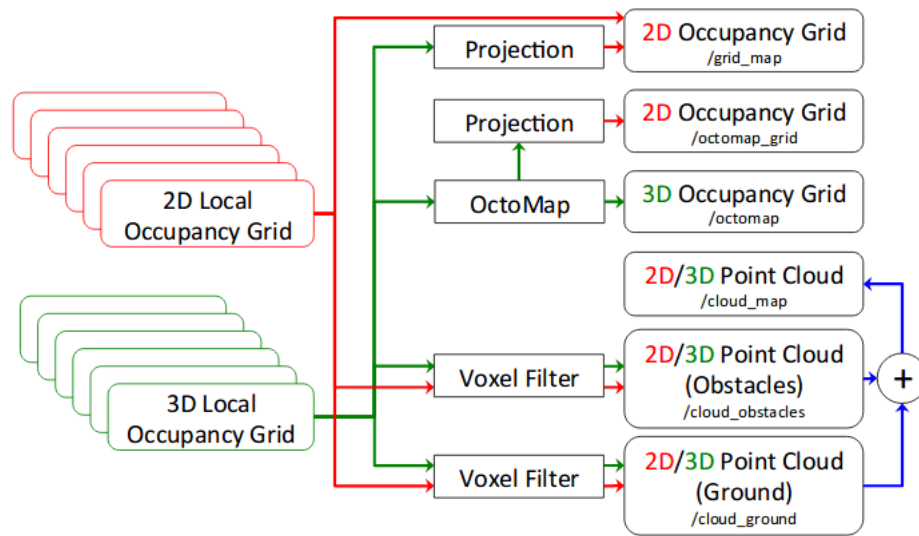 2D Local
Occupancy Grid
3D Local
Occupancy Grid
Projection
Projection
OctoMap
Voxel Filter
Voxel Filter
2D Occupancy Grid
/grid_map
2D Occupancy Grid
/octomap_grid
3D Occupancy Grid
/octomap
2D/3D Point Cloud
/cloud_map
2D/3D Point Cloud
(Obstacles)
/cloud_obstacles
2D/3D Point Cloud
(Ground)
/cloud_ground
+